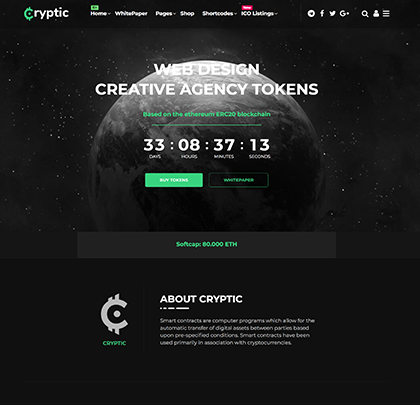 Cryptic
Home WhitePaper Pages Shop Shortcodes ICO Listings
WEB DESIGN
CREATIVE AGENCY TOKENS
Based on the ethereum ERC20 blockchain
33 : 08 : 37 : 13
DAYS HOURS MINUTES SECONDS
BUY TOKENS WHITEPAPER
Softcap: 80.000 ETH
CRYPTIC
ABOUT CRYPTIC
Smart contracts are computer programs which allow for the
automatic transfer of digital assets between parties based
upon pre-specified conditions. Smart contracts have been
used primarily in association with cryptocurrencies.